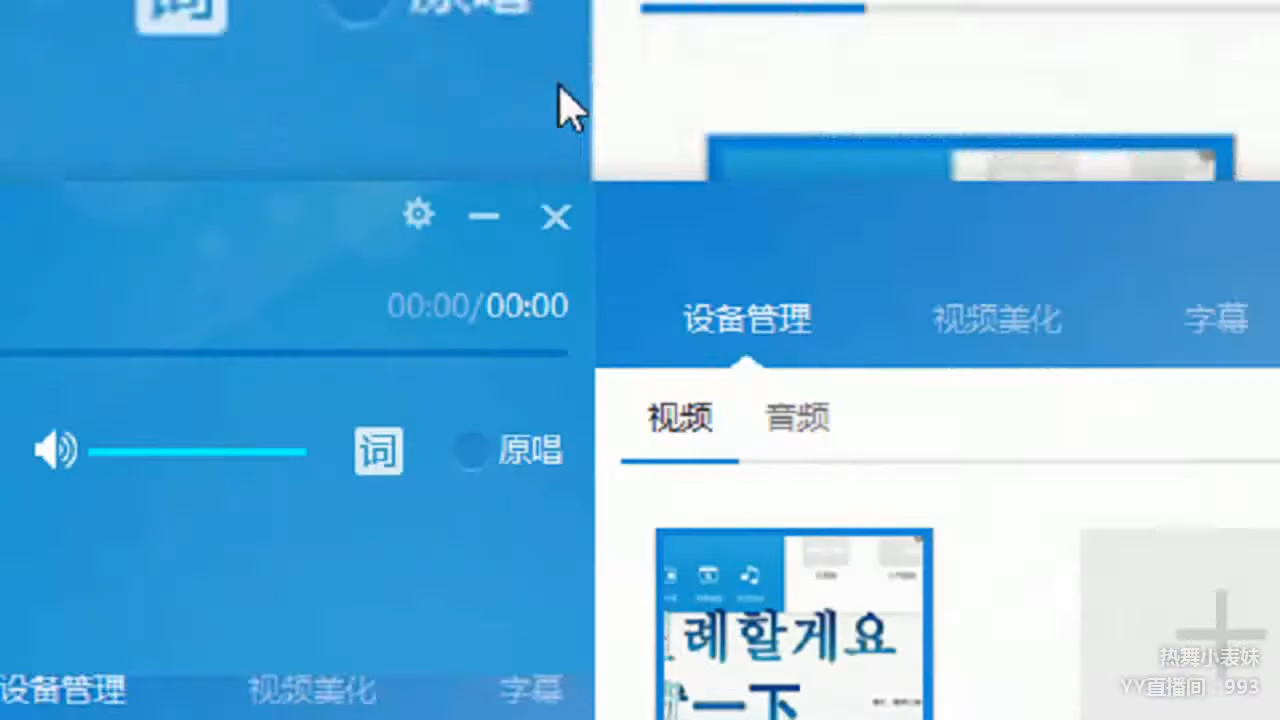 词 原唱
00:00/00:00
设备管理 视频美化 字幕
视频 音频
词 原唱
례할게요
一下
热舞小表妹
YY直播间:993
设备管理 视频美化 字幕